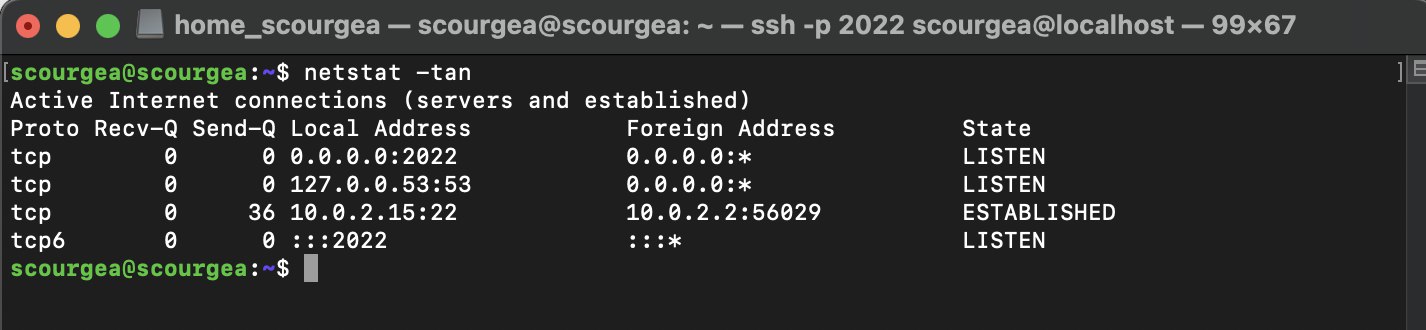 home_scourgea — scourgea@scourgea: ~ — ssh -p 2022 scourgea@localhost — 99×67
[scourgea@scourgea:~$ netstat -tan ]
Active Internet connections (servers and established)
Proto Recv-Q Send-Q Local Address           Foreign Address         State
tcp        0      0 0.0.0.0:2022            0.0.0.0:*               LISTEN
tcp        0      0 127.0.0.53:53           0.0.0.0:*               LISTEN
tcp        0     36 10.0.2.15:22            10.0.2.2:56029          ESTABLISHED
tcp6       0      0 :::2022                 :::*                    LISTEN
scourgea@scourgea:~$